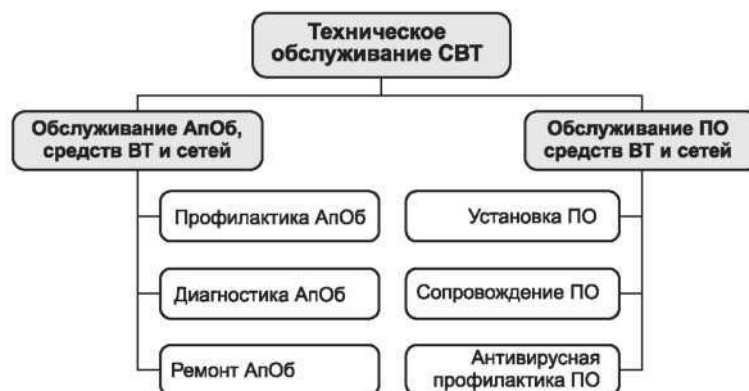 Техническое
обслуживание СВТ
Обслуживание АпОб,
средств ВТ и сетей
Обслуживание ПО
средств ВТ и сетей
Профилактика АпОб
Установка ПО
Диагностика АпОб
Сопровождение ПО
Ремонт АпОб
Антивирусная
профилактика ПО